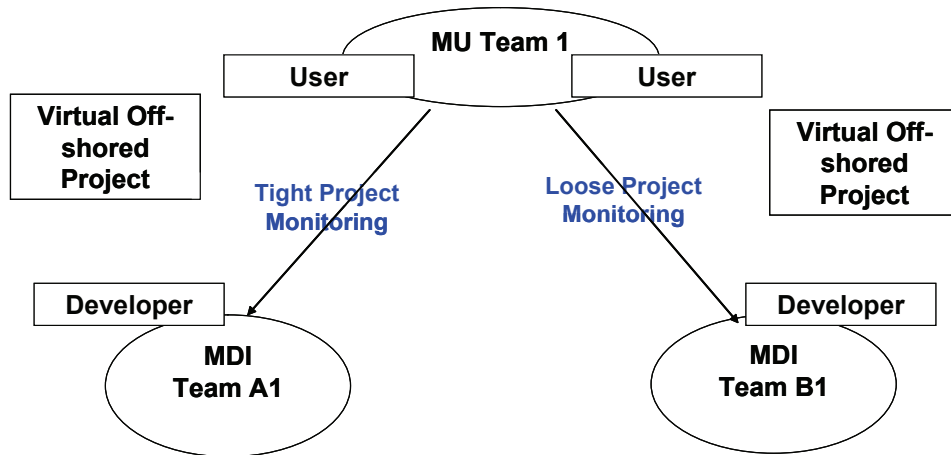 MU Team 1
User
User
Virtual Off-
shored
Project
Virtual Off-
shored
Project
Tight Project
Monitoring
Loose Project
Monitoring
Developer
Developer
MDI
Team A1
MDI
Team B1